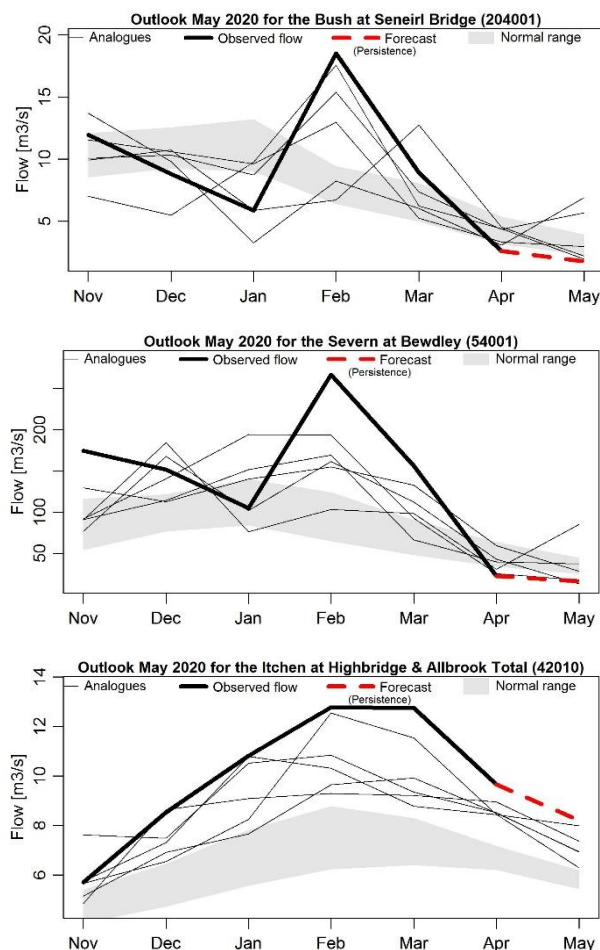 Outlook May 2020 for the Bush at Seneirl Bridge (204001)
Analogues Observed flow Forecast Normal range
(Persistence)
Flow [m3/s]
20
15
10
5
Nov Dec Jan Feb Mar Apr May
Outlook May 2020 for the Severn at Bewdley (54001)
Analogues Observed flow Forecast Normal range
(Persistence)
Flow [m3/s]
200
100
50
Nov Dec Jan Feb Mar Apr May
Outlook May 2020 for the Itchen at Highbridge & Allbrook Total (42010)
Analogues Observed flow Forecast Normal range
(Persistence)
Flow [m3/s]
14
12
10
8
6
Nov Dec Jan Feb Mar Apr May